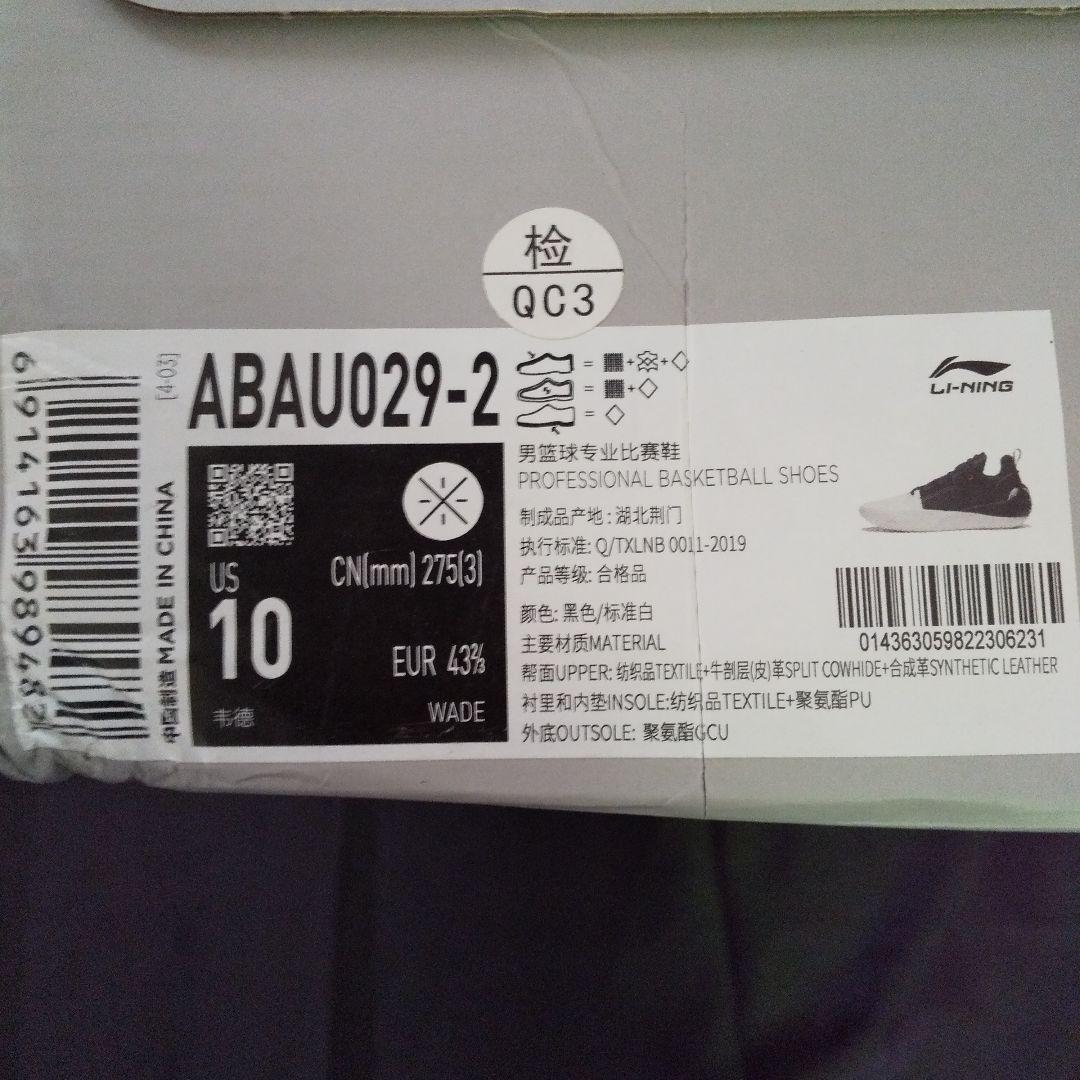 检
QC3
6914163989482
[4-03]
中国制造 MADE IN CHINA
ABAU029-2
US
10
CN(mm) 275(3)
EUR 43⅔
韦德
WADE
= + +
= +
=
男篮球专业比赛鞋
PROFESSIONAL BASKETBALL SHOES
制成品产地: 湖北荆门
执行标准: Q/TXLNB 0011-2019
产品等级: 合格品
颜色: 黑色/标准白
主要材质MATERIAL
帮面UPPER: 纺织品TEXTILE+牛剖层(皮)革SPLIT COWHIDE+合成革SYNTHETIC LEATHER
衬里和内垫INSOLE:纺织品TEXTILE+聚氨酯PU
外底OUTSOLE: 聚氨酯GCU
LI-NING
014363059822306231